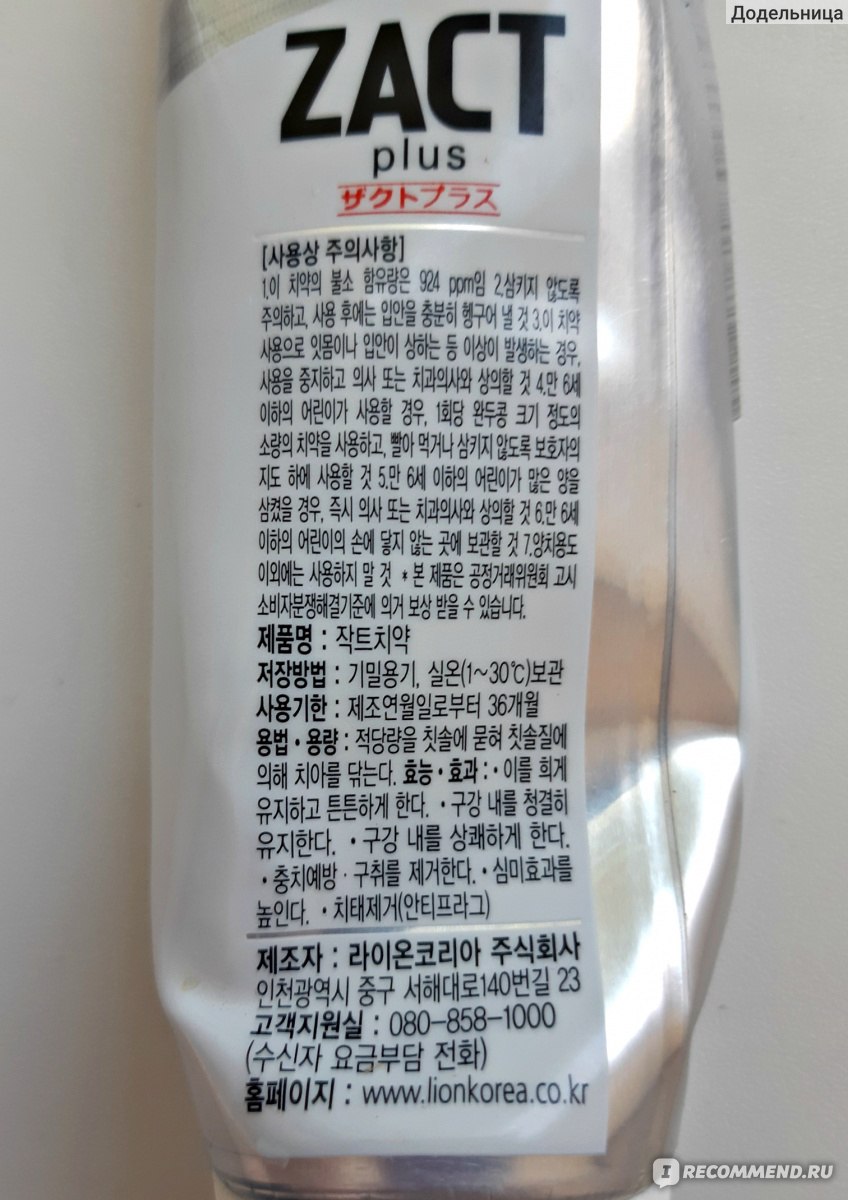 Додельница
ZACT
plus
ザクトプラス
[사용상 주의사항]
1.이 치약의 불소 함유량은 924 ppm임 2.삼키지 않도록
주의하고, 사용 후에는 입안을 충분히 헹구어 낼 것 3.이 치약
사용으로 잇몸이나 입안이 상하는 등 이상이 발생하는 경우,
사용을 중지하고 의사 또는 치과의사와 상의할 것 4.만 6세
이하의 어린이가 사용할 경우, 1회당 완두콩 크기 정도의
소량의 치약을 사용하고, 빨아 먹거나 삼키지 않도록 보호자의
지도 하에 사용할 것 5.만 6세 이하의 어린이가 많은 양을
삼켰을 경우, 즉시 의사 또는 치과의사와 상의할 것 6.만 6세
이하의 어린이의 손에 닿지 않는 곳에 보관할 것 7.양치용도
이외에는 사용하지 말 것 * 본 제품은 공정거래위원회 고시
소비자분쟁해결기준에 의거 보상 받을 수 있습니다.
제품명 : 작트치약
저장방법 : 기밀용기, 실온(1~30℃)보관
사용기한 : 제조연월일로부터 36개월
용법·용량 : 적당량을 칫솔에 묻혀 칫솔질에
의해 치아를 닦는다. 효능·효과 : · 이를 희게
유지하고 튼튼하게 한다. · 구강 내를 청결히
유지한다. · 구강 내를 상쾌하게 한다.
· 충치예방 · 구취를 제거한다. · 심미효과를
높인다. · 치태제거(안티프라그)
제조자 : 라이온코리아 주식회사
인천광역시 중구 서해대로140번길 23
고객지원실 : 080-858-1000
(수신자 요금부담 전화)
홈페이지 : www.lionkorea.co.kr
IRECOMMEND.RU